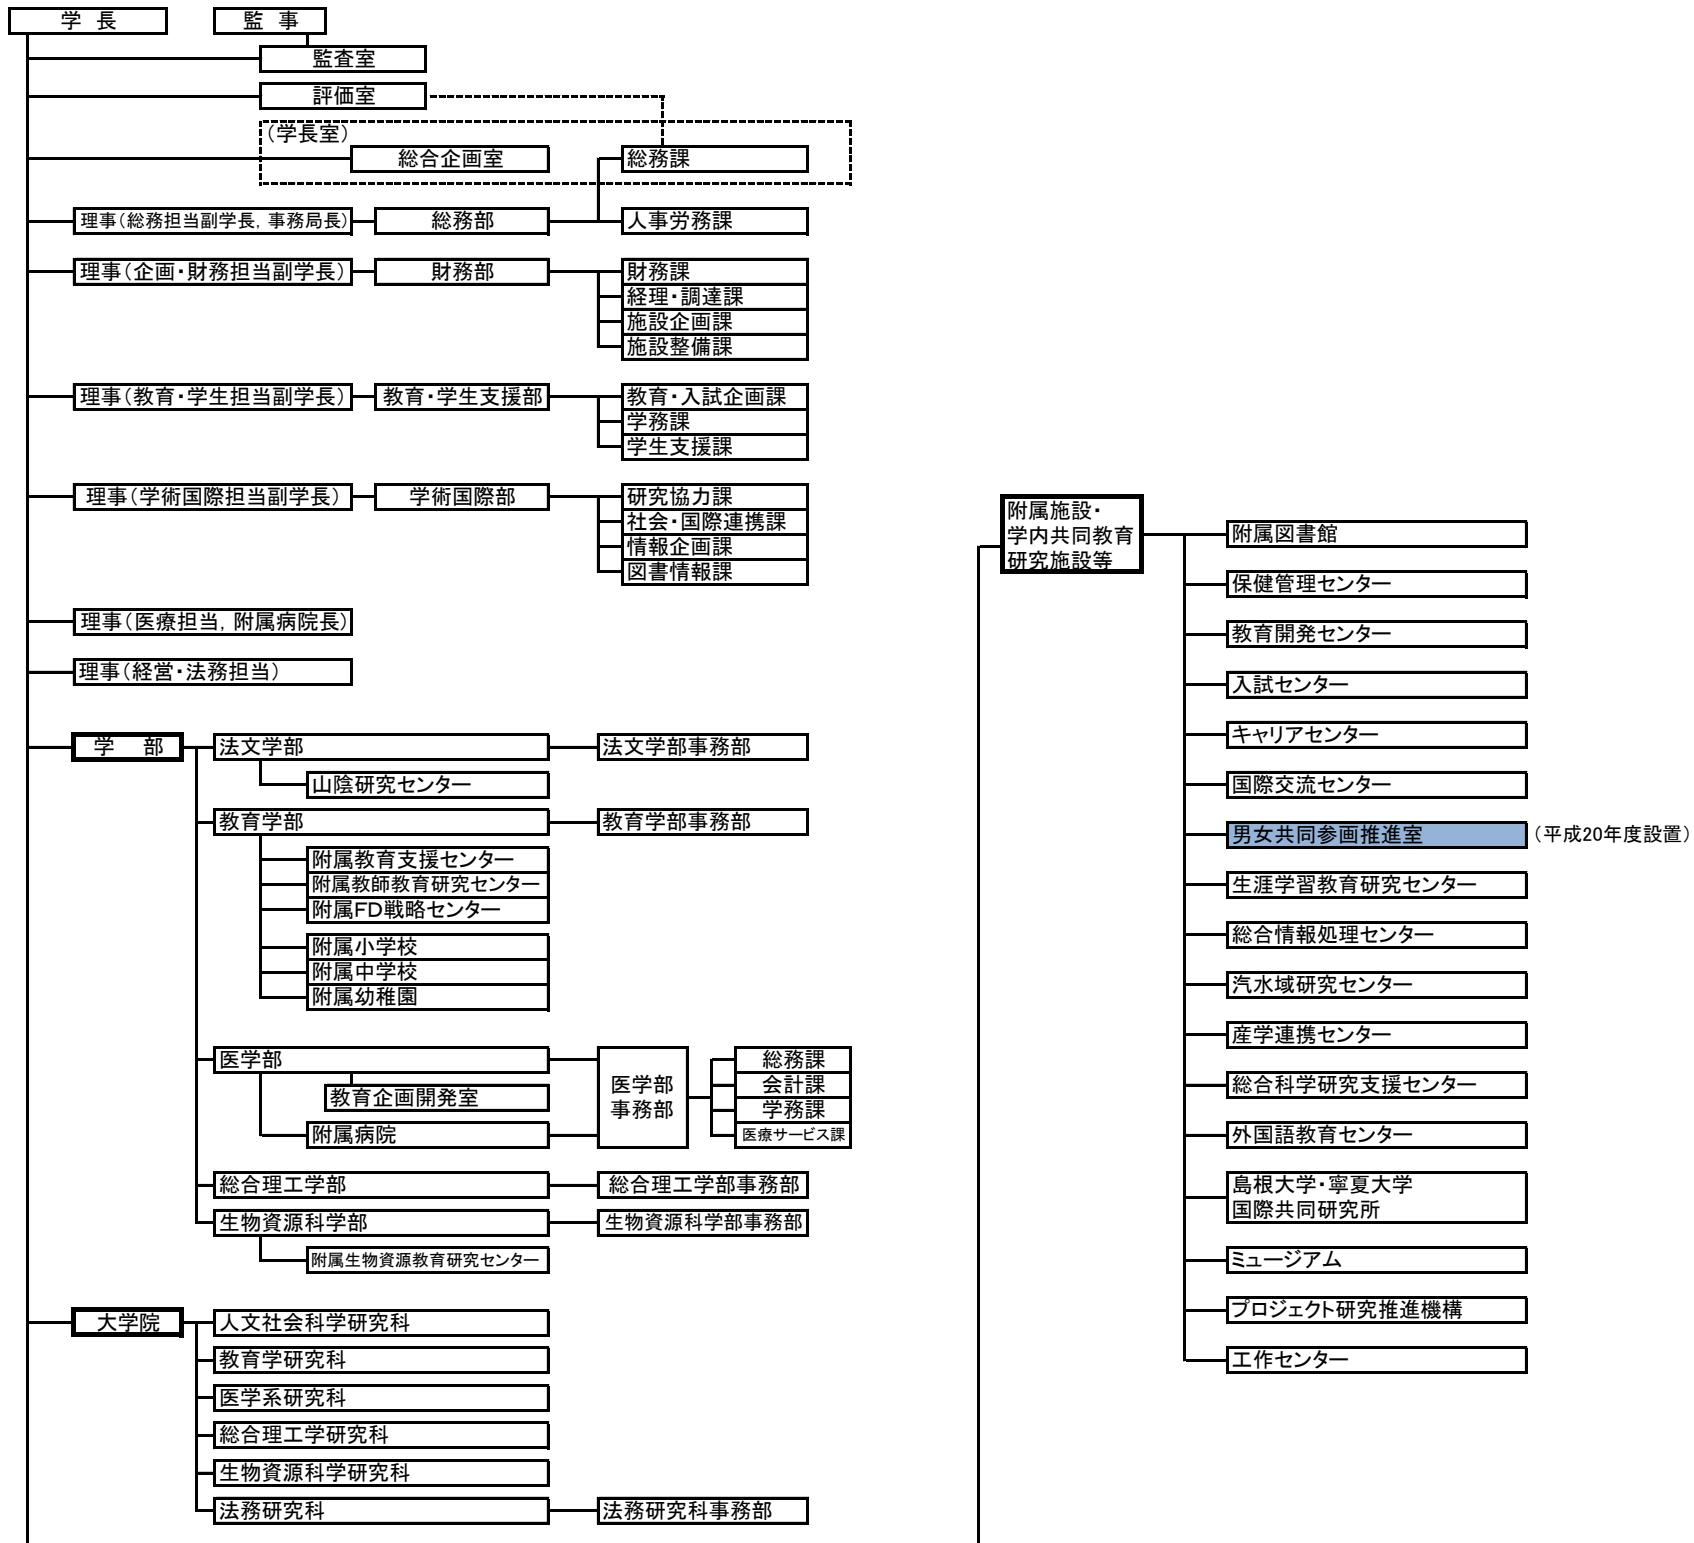 学 長
監 事
監査室
評価室
（学長室）
総合企画室
総務課
理事（総務担当副学長, 事務局長）
総務部
人事労務課
理事（企画・財務担当副学長）
財務部
財務課
経理・調達課
施設企画課
施設整備課
理事（教育・学生担当副学長）
教育・学生支援部
教育・入試企画課
学務課
学生支援課
理事（学術国際担当副学長）
学術国際部
研究協力課
社会・国際連携課
情報企画課
図書情報課
理事（医療担当, 附属病院長）
理事（経営・法務担当）
学 部
法文学部
法文学部事務部
山陰研究センター
教育学部
教育学部事務部
附属教育支援センター
附属教師教育研究センター
附属FD戦略センター
附属小学校
附属中学校
附属幼稚園
医学部
教育企画開発室
附属病院
医学部
事務部
総務課
会計課
学務課
医療サービス課
総合理工学部
総合理工学部事務部
生物資源科学部
生物資源科学部事務部
附属生物資源教育研究センター
大学院
人文社会科学研究科
教育学研究科
医学系研究科
総合理工学研究科
生物資源科学研究科
法務研究科
法務研究科事務部
附属施設・
学内共同教育
研究施設等
附属図書館
保健管理センター
教育開発センター
入試センター
キャリアセンター
国際交流センター
男女共同参画推進室
（平成20年度設置）
生涯学習教育研究センター
総合情報処理センター
汽水域研究センター
産学連携センター
総合科学研究支援センター
外国語教育センター
島根大学・寧夏大学
国際共同研究所
ミュージアム
プロジェクト研究推進機構
工作センター